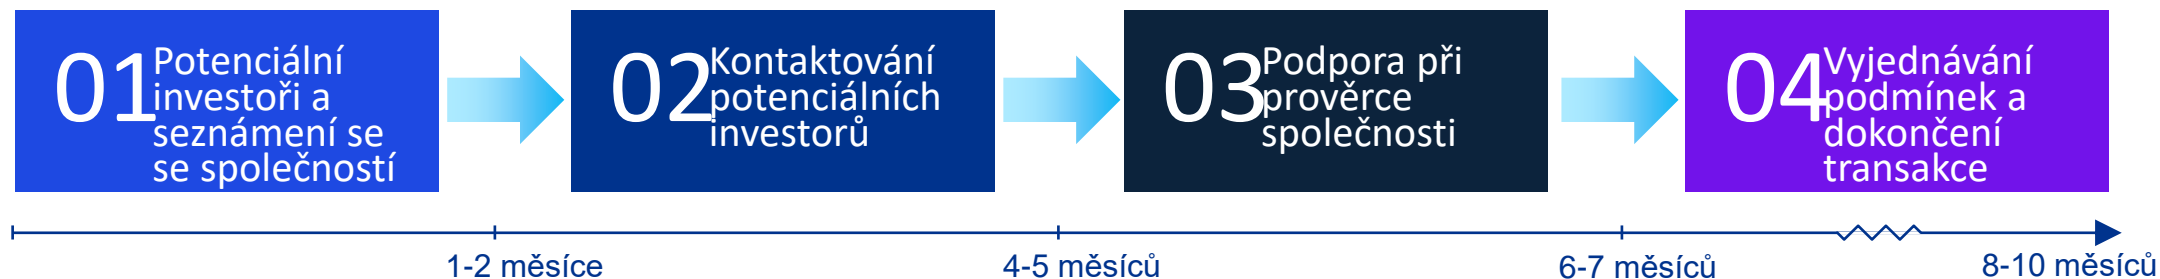 01
Potenciální
investoři a
seznámení se
se společností
02
Kontaktování
potenciálních
investorů
03
Podpora při
prověrce
společnosti
04
Vyjednávání
podmínek a
dokončení
transakce
1-2 měsíce
4-5 měsíců
6-7 měsíců
8-10 měsíců